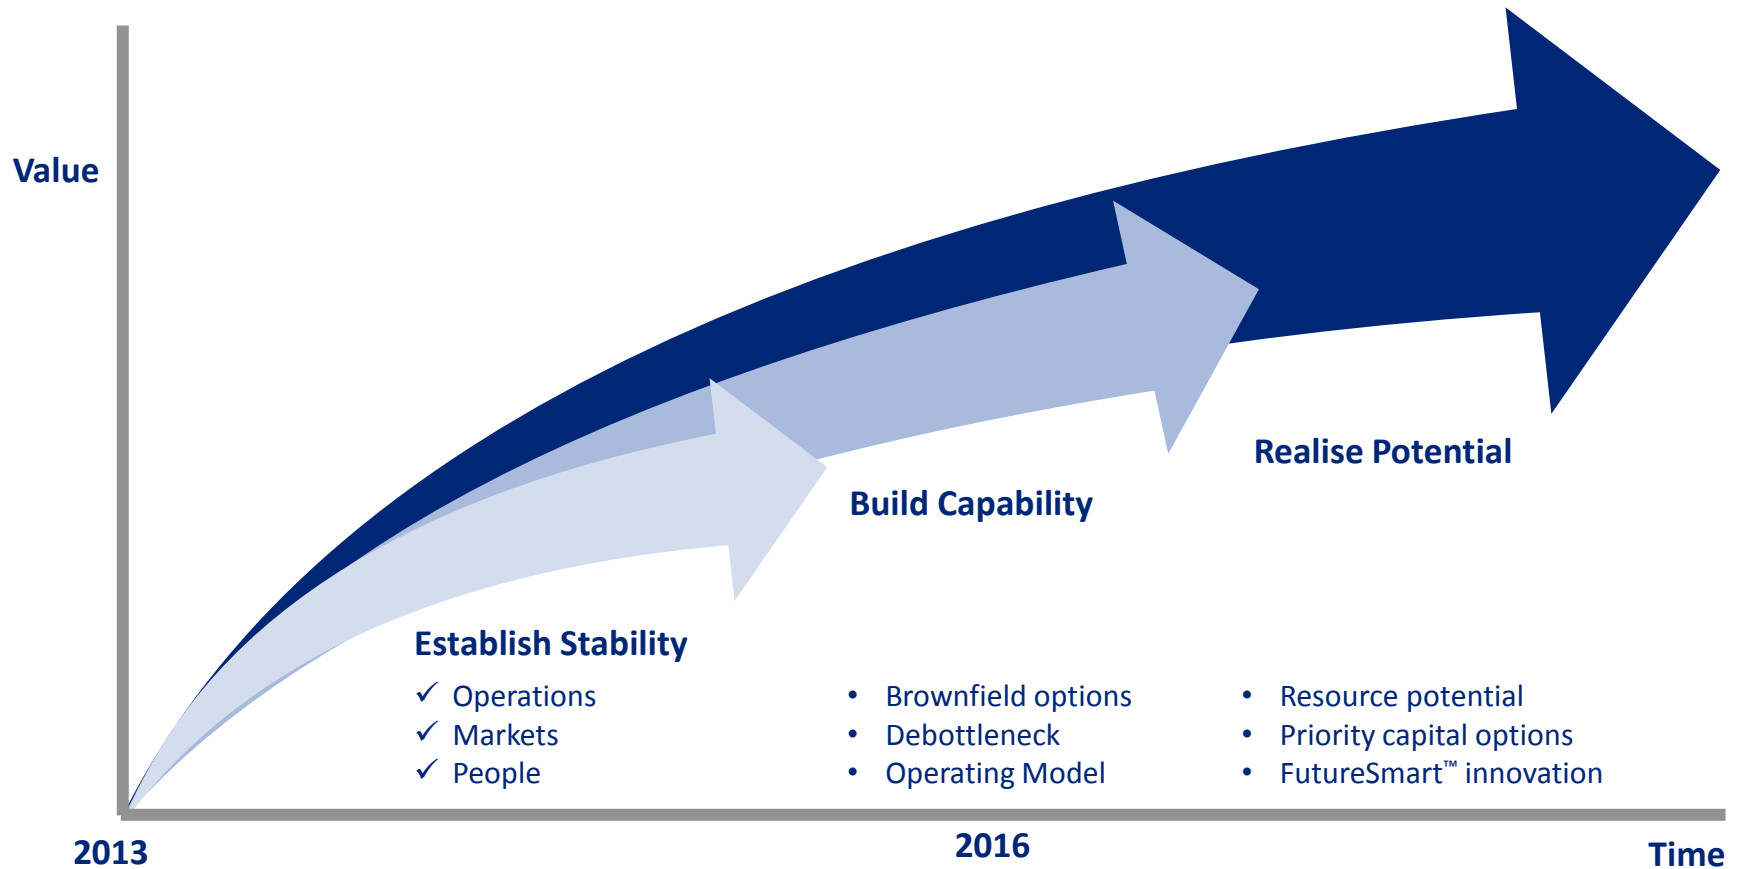 Value
Realise Potential
Build Capability
Establish Stability
✓ Operations
✓ Markets
✓ People
• Brownfield options
• Debottleneck
• Operating Model
• Resource potential
• Priority capital options
• FutureSmart™ innovation
2013
2016
Time